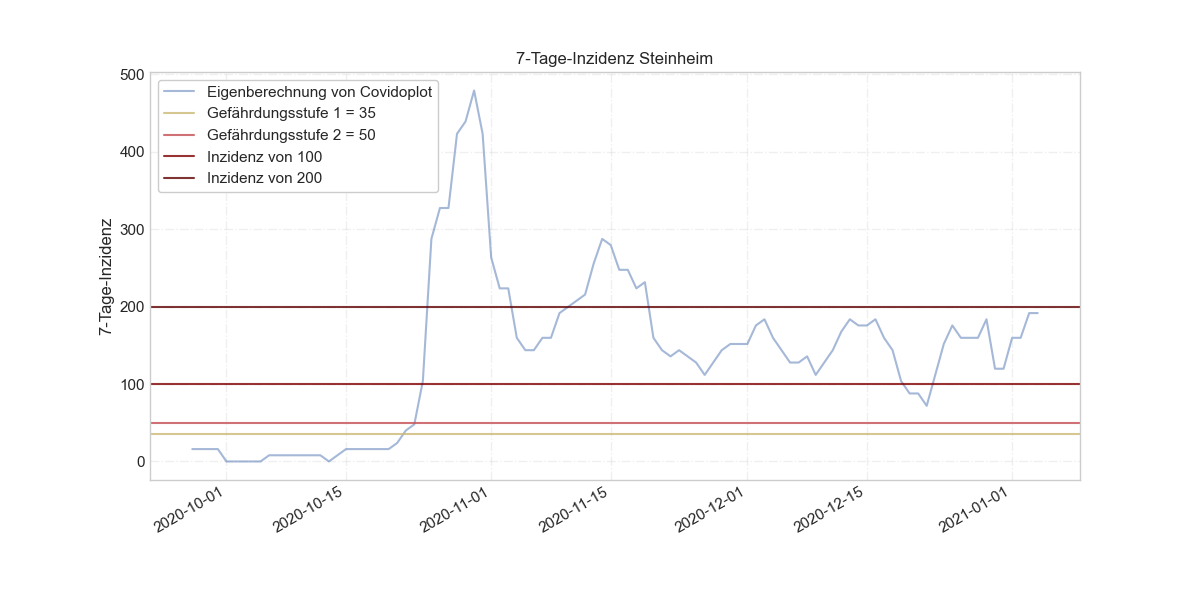 7-Tage-Inzidenz Steinheim
Eigenberechnung von Covidoplot
Gefährdungsstufe 1 = 35
Gefährdungsstufe 2 = 50
Inzidenz von 100
Inzidenz von 200
7-Tage-Inzidenz
500
400
300
200
100
0
2020-10-01
2020-10-15
2020-11-01
2020-11-15
2020-12-01
2020-12-15
2021-01-01